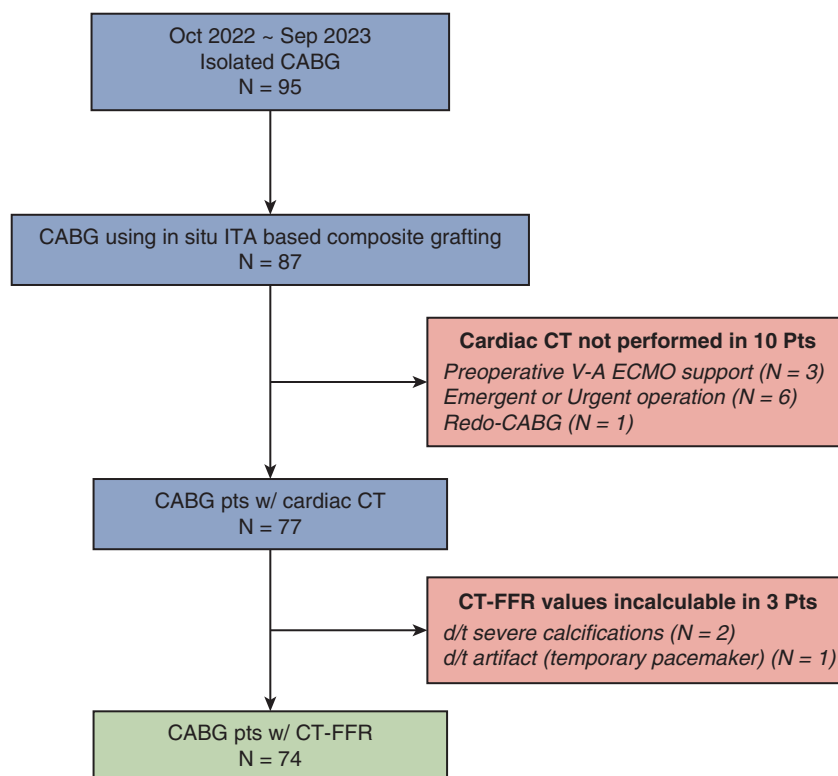 Oct 2022 ~ Sep 2023
Isolated CABG
N = 95
CABG using in situ ITA based composite grafting
N = 87
Cardiac CT not performed in 10 Pts
Preoperative V-A ECMO support (N = 3)
Emergent or Urgent operation (N = 6)
Redo-CABG (N = 1)
CABG pts w/ cardiac CT
N = 77
CT-FFR values incalculable in 3 Pts
d/t severe calcifications (N = 2)
d/t artifact (temporary pacemaker) (N = 1)
CABG pts w/ CT-FFR
N = 74